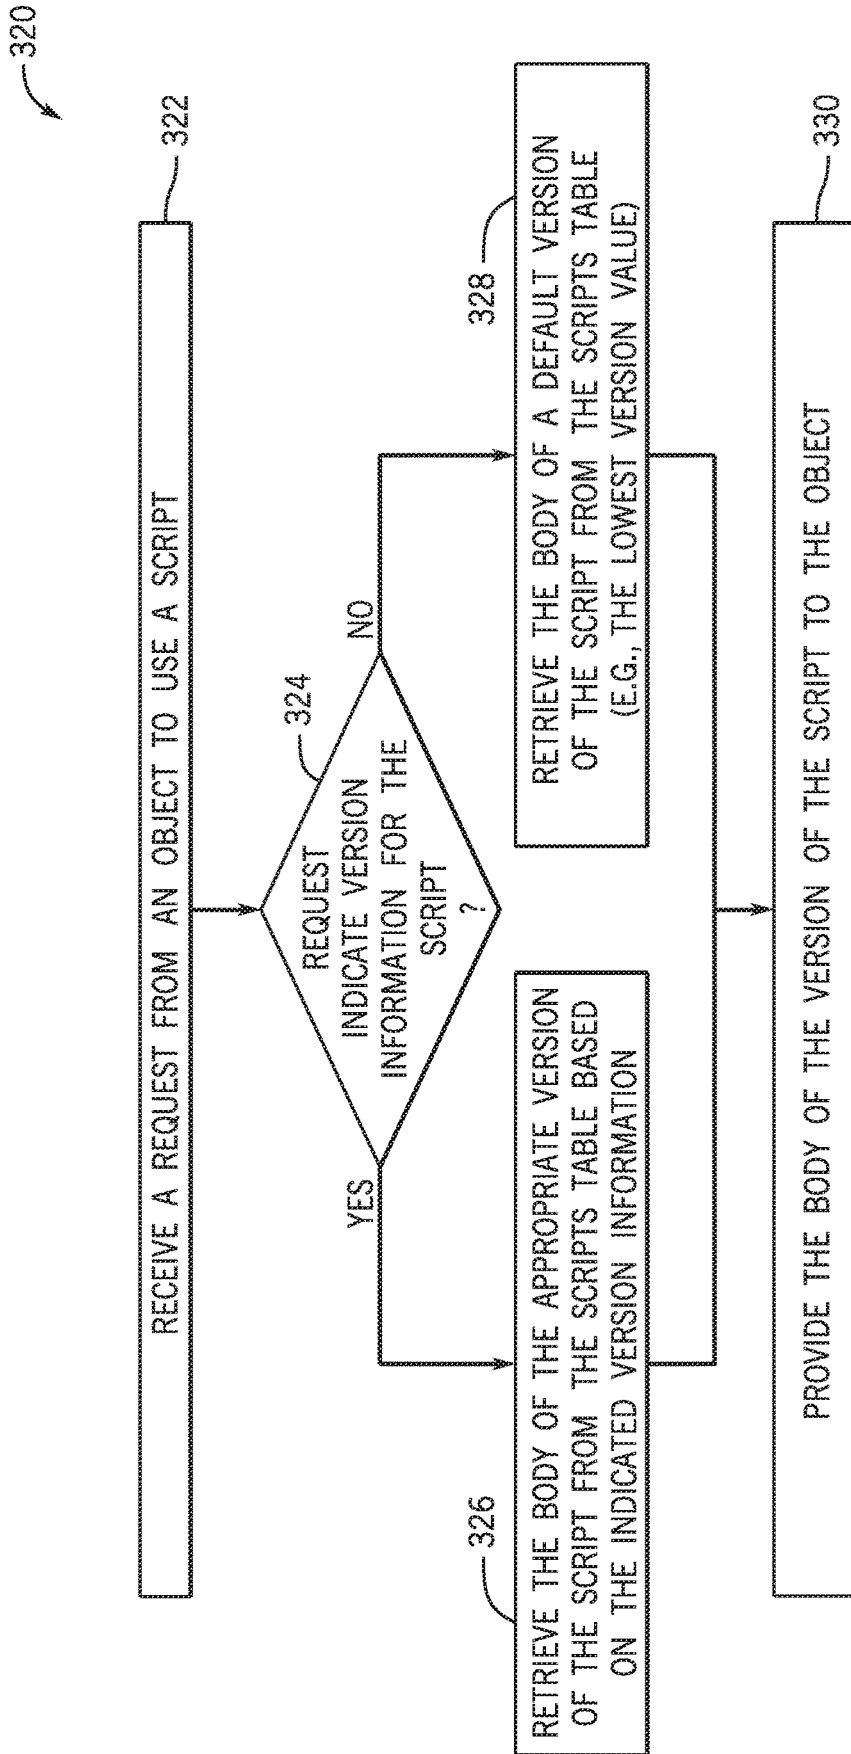 320
322
RECEIVE A REQUEST FROM AN OBJECT TO USE A SCRIPT
324
REQUEST
INDICATE VERSION
INFORMATION FOR THE
SCRIPT
?
YES
NO
326
RETRIEVE THE BODY OF THE APPROPRIATE VERSION
OF THE SCRIPT FROM THE SCRIPTS TABLE BASED
ON THE INDICATED VERSION INFORMATION
328
RETRIEVE THE BODY OF A DEFAULT VERSION
OF THE SCRIPT FROM THE SCRIPTS TABLE
(E.G., THE LOWEST VERSION VALUE)
330
PROVIDE THE BODY OF THE VERSION OF THE SCRIPT TO THE OBJECT